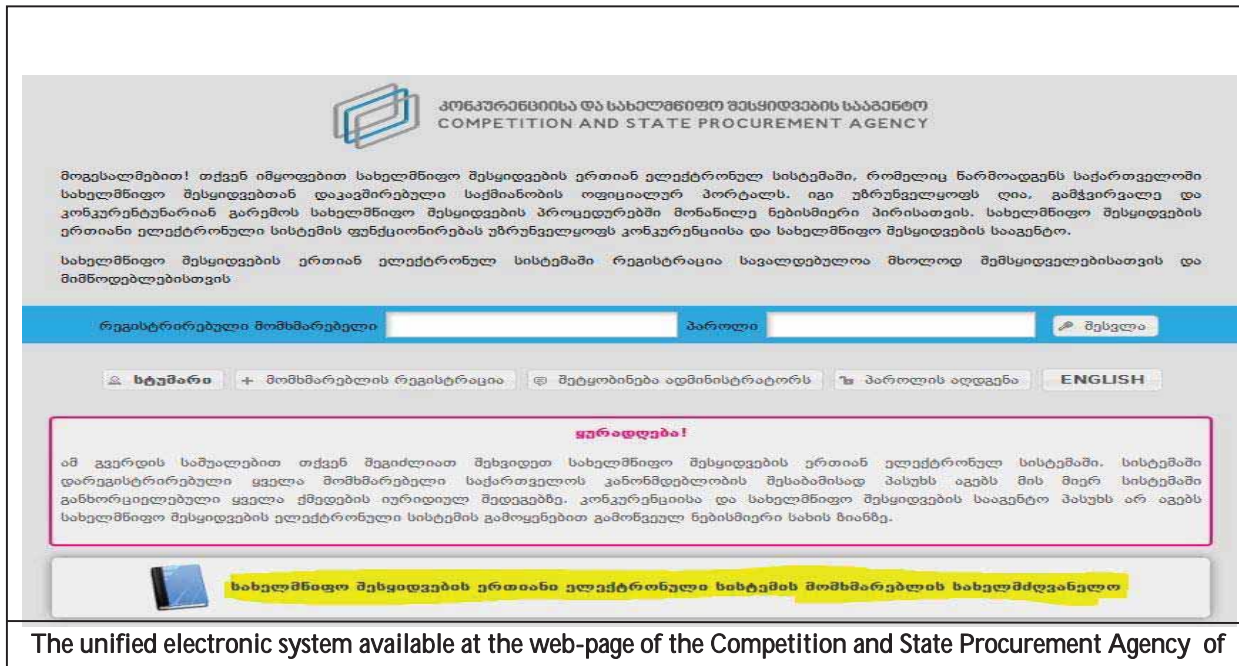 ᲙᲝᲜᲙᲣᲠᲔᲜᲪᲘᲘᲡᲐ ᲓᲐ ᲡᲐᲮᲔᲚᲛᲬᲘᲤᲝ ᲨᲔᲡᲧᲘᲓᲕᲔᲑᲘᲡ ᲡᲐᲐᲒᲔᲜᲢᲝ
COMPETITION AND STATE PROCUREMENT AGENCY
მოგესალმებით! თქვენ იმყოფებით სახელმწიფო შესყიდვების ერთიან ელექტრონულ სისტემაში, რომელიც წარმოადგენს საქართველოში
სახელმწიფო შესყიდვებთან დაკავშირებული საქმიანობის ოფიციალურ პორტალს. იგი უზრუნველყოფს ღია, გამჭვირვალე და
კონკურენტუნარიან გარემოს სახელმწიფო შესყიდვების პროცედურებში მონაწილე ნებისმიერი პირისათვის. სახელმწიფო შესყიდვების
ერთიანი ელექტრონული სისტემის ფუნქციონირებას უზრუნველყოფს კონკურენციისა და სახელმწიფო შესყიდვების სააგენტო.
სახელმწიფო შესყიდვების ერთიან ელექტრონულ სისტემაში რეგისტრაცია სავალდებულოა მხოლოდ შემსყიდველებისათვის და
მიმწოდებლებისთვის
რეგისტრირებული მომხმარებელი პაროლი შესვლა
სტუმარი + მომხმარებლის რეგისტრაცია შეტყობინება ადმინისტრატორს პაროლის აღდგენა ENGLISH
ყურადღება!
ამ გვერდის საშუალებით თქვენ შეგიძლიათ შეხვიდეთ სახელმწიფო შესყიდვების ერთიან ელექტრონულ სისტემაში. სისტემაში
დარეგისტრირებული ყველა მომხმარებელი საქართველოს კანონმდებლობის შესაბამისად პასუხს აგებს მის მიერ სისტემაში
განხორციელებული ყველა ქმედების იურიდიულ შედეგებზე. კონკურენციისა და სახელმწიფო შესყიდვების სააგენტო პასუხს არ აგებს
სახელმწიფო შესყიდვების ელექტრონული სისტემის გამოყენებით გამოწვეულ ნებისმიერი სახის ზიანზე.
სახელმწიფო შესყიდვების ერთიანი ელექტრონული სისტემის მომხმარებლის სახელმძღვანელო
The unified electronic system available at the web-page of the Competition and State Procurement Agency of